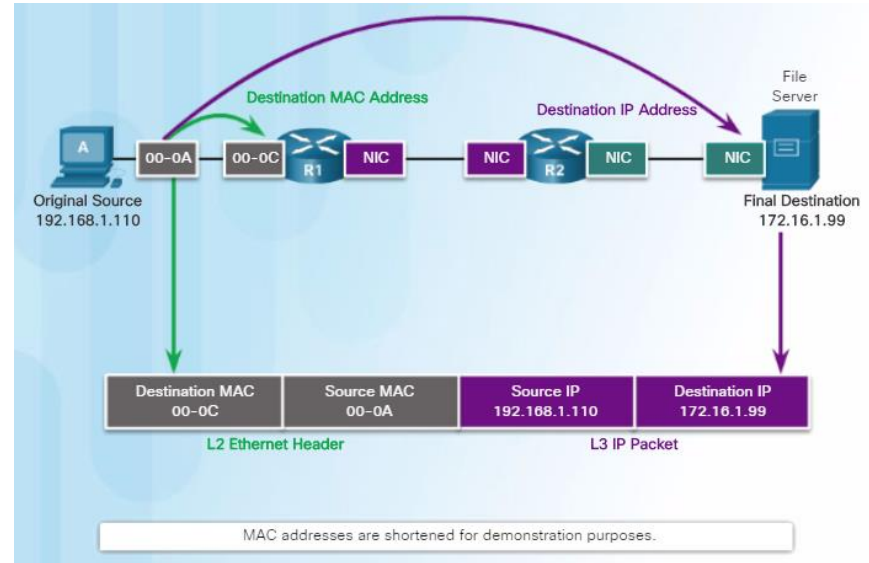 File
Server
Destination MAC Address
Destination IP Address
A
00-0A
00-0C
R1
NIC
NIC
R2
NIC
NIC
Original Source
192.168.1.110
Final Destination
172.16.1.99
Destination MAC
00-0C
Source MAC
00-0A
Source IP
192.168.1.110
Destination IP
172.16.1.99
L2 Ethernet Header
L3 IP Packet
MAC addresses are shortened for demonstration purposes.